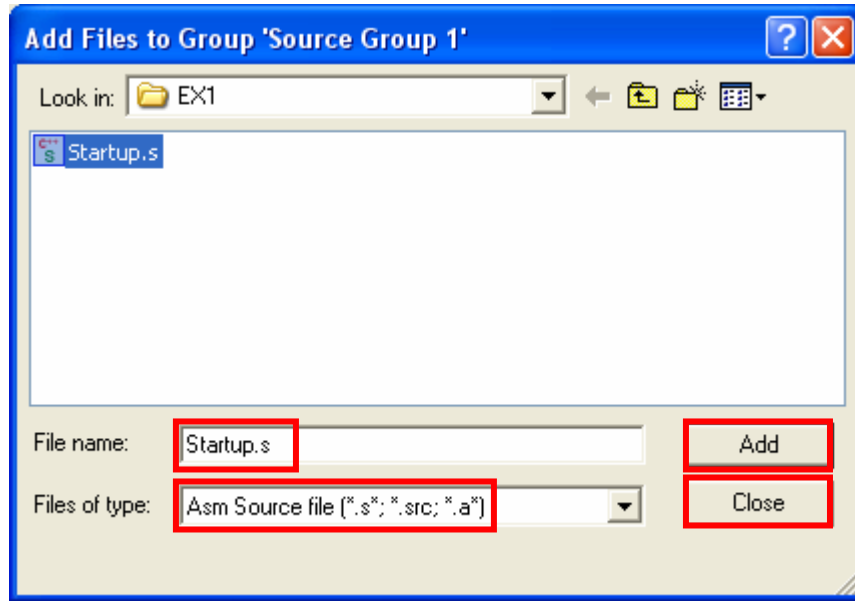 Add Files to Group 'Source Group 1'
Look in: EX1
Startup.s
File name: Startup.s Add
Files of type: Asm Source file (*.s*; *.src; *.a*) Close